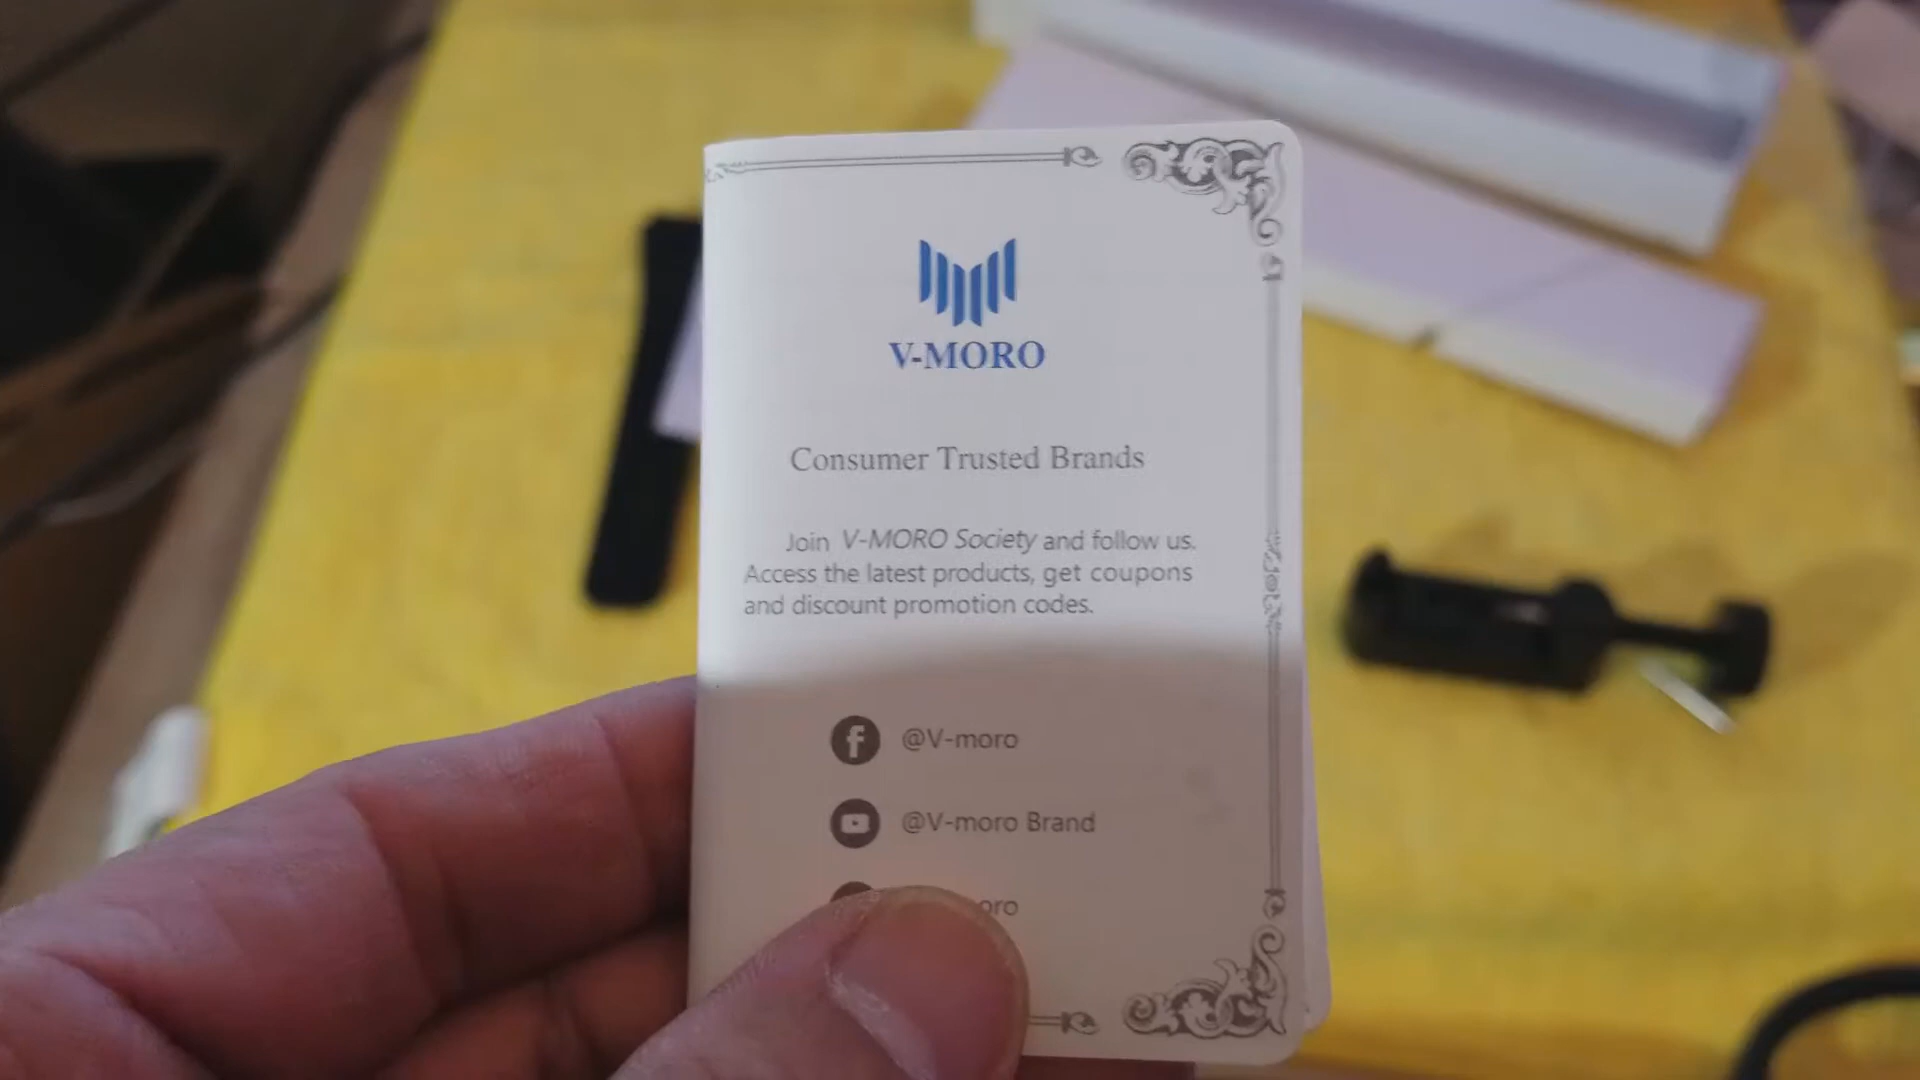 V-MORO
Consumer Trusted Brands
Join V-MORO Society and follow us.
Access the latest products, get coupons
and discount promotion codes.
@V-moro
@V-moro Brand